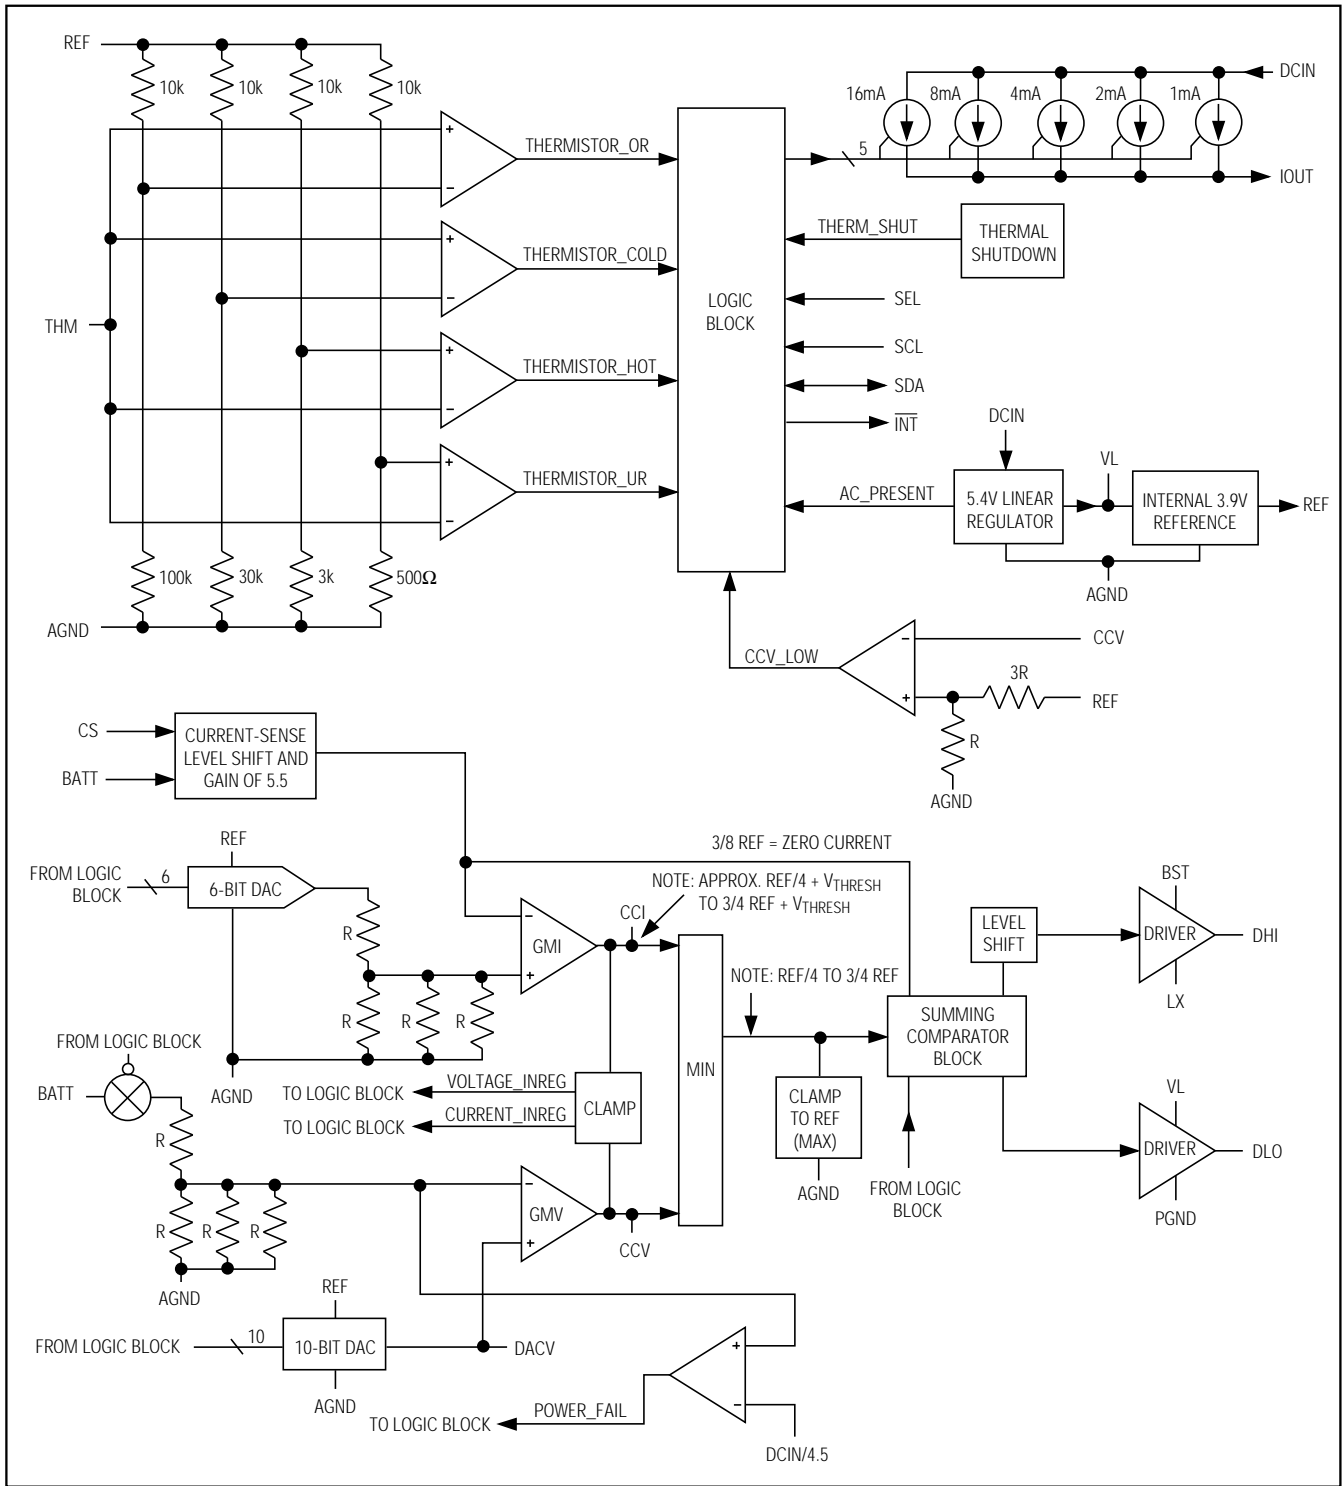 REF
10k
10k
10k
10k
+
−
THERMISTOR_OR
+
−
THERMISTOR_COLD
THM
+
−
THERMISTOR_HOT
+
−
THERMISTOR_UR
100k
30k
3k
500Ω
AGND
LOGIC
BLOCK
16mA
8mA
4mA
2mA
1mA
DCIN
5
IOUT
THERM_SHUT
THERMAL
SHUTDOWN
SEL
SCL
SDA
INT
DCIN
VL
AC_PRESENT
5.4V LINEAR
REGULATOR
INTERNAL 3.9V
REFERENCE
REF
AGND
CCV_LOW
−
+
CCV
3R
REF
R
AGND
CS
BATT
CURRENT-SENSE
LEVEL SHIFT AND
GAIN OF 5.5
REF
FROM LOGIC
BLOCK
6
6-BIT DAC
R
R
R
R
AGND
−
+
GMI
CCI
3/8 REF = ZERO CURRENT
NOTE: APPROX. REF/4 + VTHRESH
TO 3/4 REF + VTHRESH
MIN
NOTE: REF/4 TO 3/4 REF
SUMMING
COMPARATOR
BLOCK
LEVEL
SHIFT
BST
DRIVER
DHI
LX
FROM LOGIC BLOCK
BATT
R
R
R
R
AGND
TO LOGIC BLOCK
VOLTAGE_INREG
TO LOGIC BLOCK
CURRENT_INREG
CLAMP
−
+
GMV
CCV
CLAMP
TO REF
(MAX)
AGND
FROM LOGIC
BLOCK
VL
DRIVER
DLO
PGND
REF
FROM LOGIC BLOCK
10
10-BIT DAC
DACV
AGND
TO LOGIC BLOCK
POWER_FAIL
+
−
DCIN/4.5